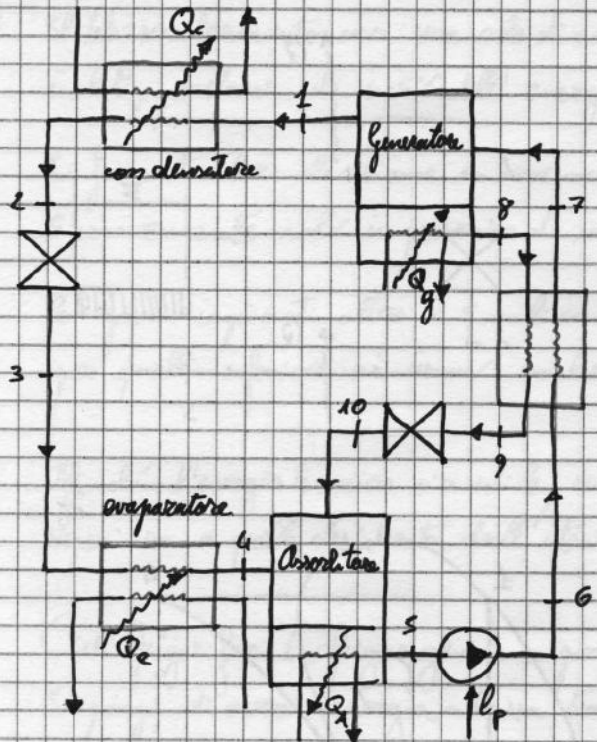 Qc
1
Generatore
condensatore
2
8
7
Qg
3
10
9
evaporatore
4
Assorbitore
6
5
Qe
QA
lp